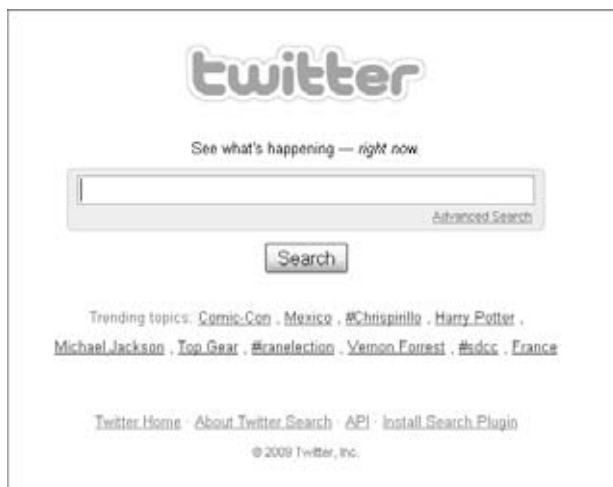 twitter
See what's happening — right now.
Advanced Search
Search
Trending topics: Comic-Con , Mexico , #Chrispirillo , Harry Potter ,
Michael Jackson , Top Gear , #iranelection , Vernon Forrest , #sdcc , France
Twitter Home · About Twitter Search · API · Install Search Plugin
© 2009 Twitter, Inc.